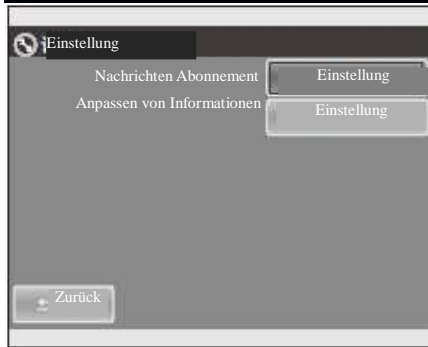 Einstellung
Nachrichten Abonnement Einstellung
Anpassen von Informationen Einstellung
Zurück